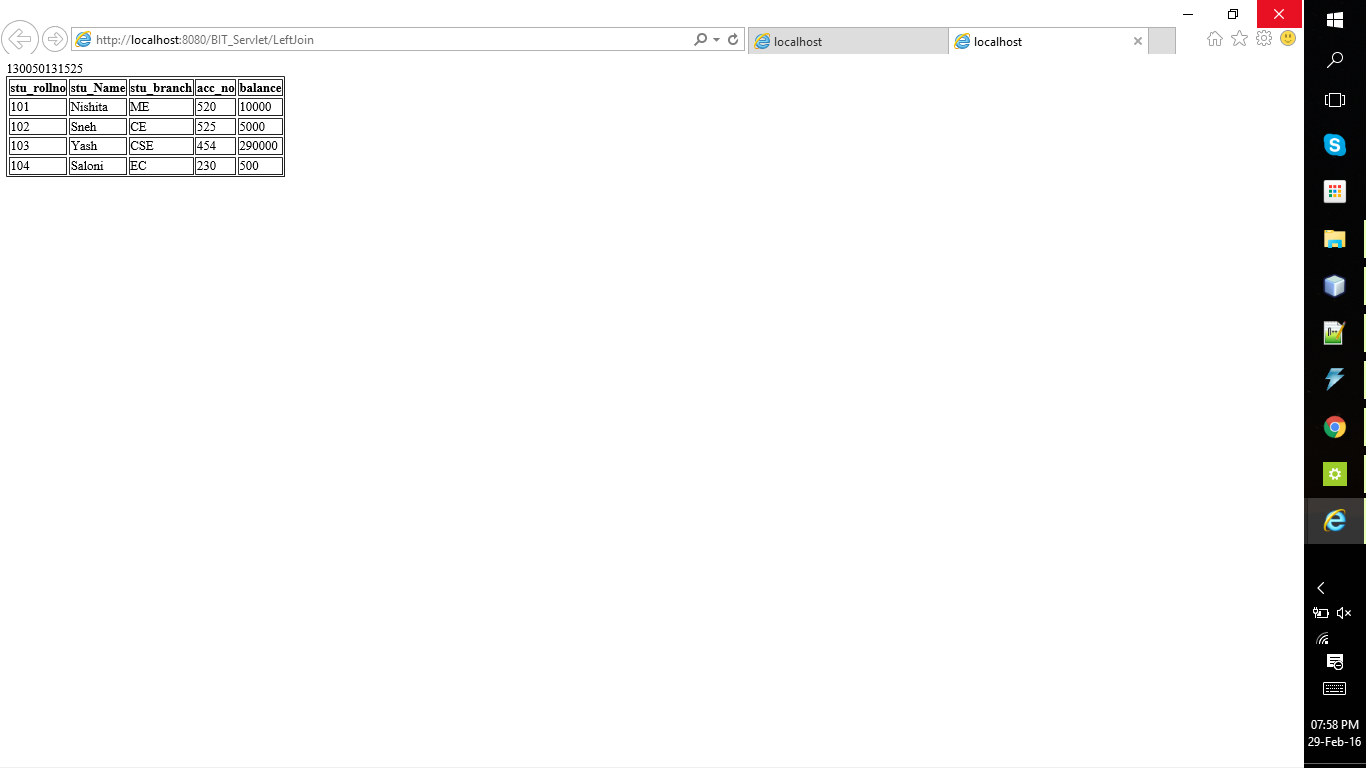 http://localhost:8080/BIT_Servlet/LeftJoin
localhost
localhost
130050131525
stu_rollno stu_Name stu_branch acc_no balance
101 Nishita ME 520 10000
102 Sneh CE 525 5000
103 Yash CSE 454 290000
104 Saloni EC 230 500
07:58 PM
29-Feb-16